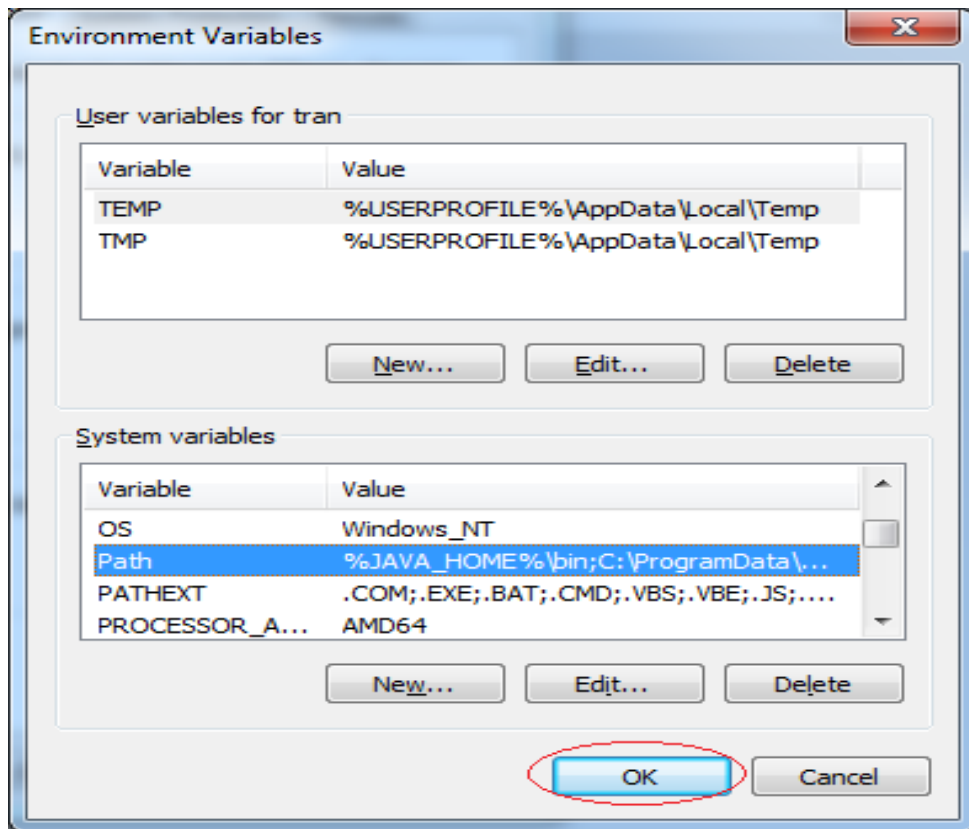 Environment Variables
User variables for tran
Variable Value
TEMP %USERPROFILE%\AppData\Local\Temp
TMP %USERPROFILE%\AppData\Local\Temp
New... Edit... Delete
System variables
Variable Value
OS Windows_NT
Path %JAVA_HOME%\bin;C:\ProgramData\...
PATHEXT .COM;.EXE;.BAT;.CMD;.VBS;.VBE;.JS;....
PROCESSOR_A... AMD64
New... Edit... Delete
OK Cancel